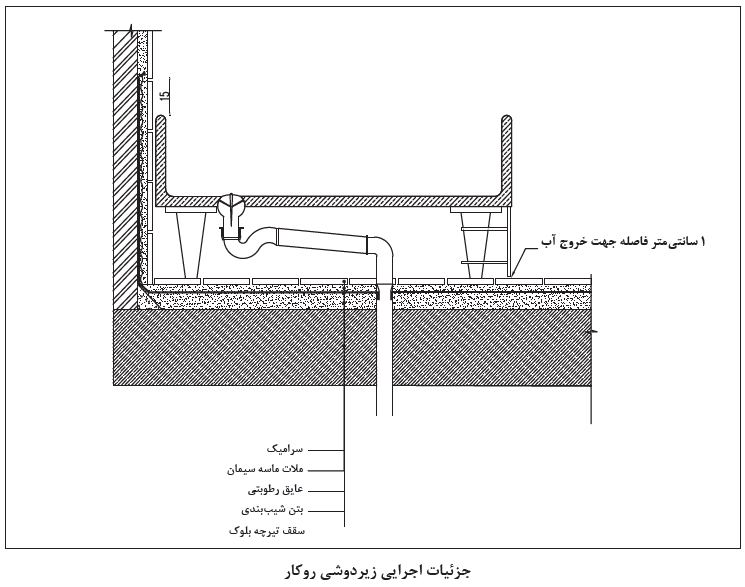 15
۱ سانتی‌متر فاصله جهت خروج آب
سرامیک
ملات ماسه سیمان
عایق رطوبتی
بتن شیب‌بندی
سقف تیرچه بلوک
جزئیات اجرایی زیردوشی روکار